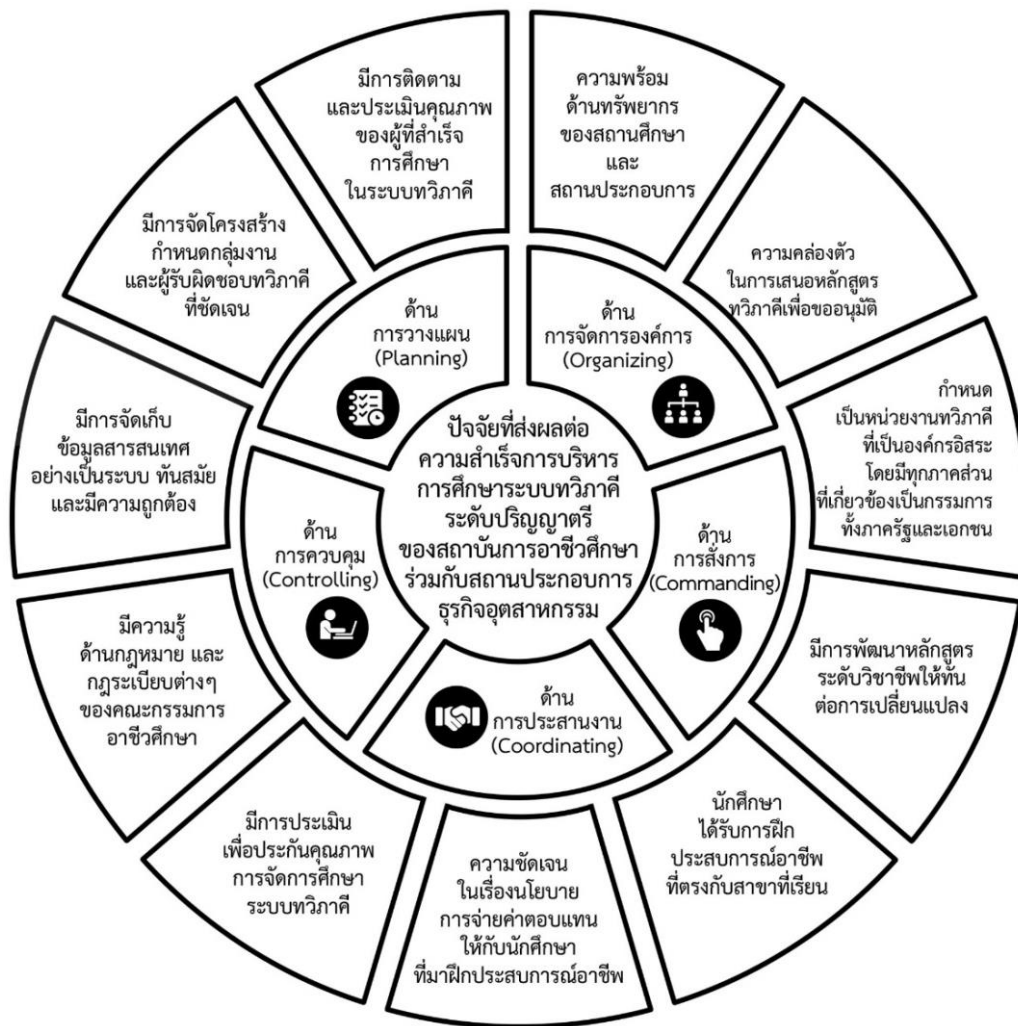 มีการติดตาม
และประเมินคุณภาพ
ของผู้ที่สำเร็จ
การศึกษา
ในระบบทวิภาคี
ความพร้อม
ด้านทรัพยากร
ของสถานศึกษา
และ
สถานประกอบการ
ความคล่องตัว
ในการเสนอหลักสูตร
ทวิภาคีเพื่อขออนุมัติ
กำหนด
เป็นหน่วยงานทวิภาคี
ที่เป็นองค์กรอิสระ
โดยมีทุกภาคส่วน
ที่เกี่ยวข้องเป็นกรรมการ
ทั้งภาครัฐและเอกชน
มีการพัฒนาหลักสูตร
ระดับวิชาชีพให้ทัน
ต่อการเปลี่ยนแปลง
นักศึกษา
ได้รับการฝึก
ประสบการณ์อาชีพ
ที่ตรงกับสาขาที่เรียน
ความชัดเจน
ในเรื่องนโยบาย
การจ่ายค่าตอบแทน
ให้กับนักศึกษา
ที่มาฝึกประสบการณ์อาชีพ
มีการประเมิน
เพื่อประกันคุณภาพ
การจัดการศึกษา
ระบบทวิภาคี
มีความรู้
ด้านกฎหมาย และ
กฎระเบียบต่างๆ
ของคณะกรรมการ
อาชีวศึกษา
มีการจัดเก็บ
ข้อมูลสารสนเทศ
อย่างเป็นระบบ ทันสมัย
และมีความถูกต้อง
มีการจัดโครงสร้าง
กำหนดกลุ่มงาน
และผู้รับผิดชอบทวิภาคี
ที่ชัดเจน
ด้าน
การวางแผน
(Planning)
ด้าน
การจัดการองค์การ
(Organizing)
ด้าน
การสั่งการ
(Commanding)
ด้าน
การประสานงาน
(Coordinating)
ด้าน
การควบคุม
(Controlling)
ปัจจัยที่ส่งผลต่อ
ความสำเร็จการบริหาร
การศึกษาระบบทวิภาคี
ระดับปริญญาตรี
ของสถาบันการอาชีวศึกษา
ร่วมกับสถานประกอบการ
ธุรกิจอุตสาหกรรม